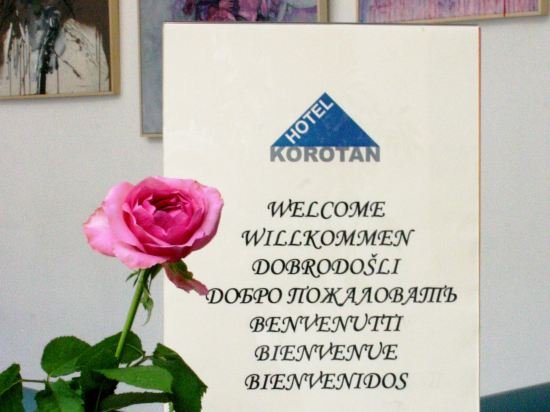 HOTEL
KOROTAN
WELCOME
WILLKOMMEN
DOBRODOŠLI
ДОБРО ПОЖАЛОВАТЬ
BENVENUTTI
BIENVENUE
BIENVENIDOS